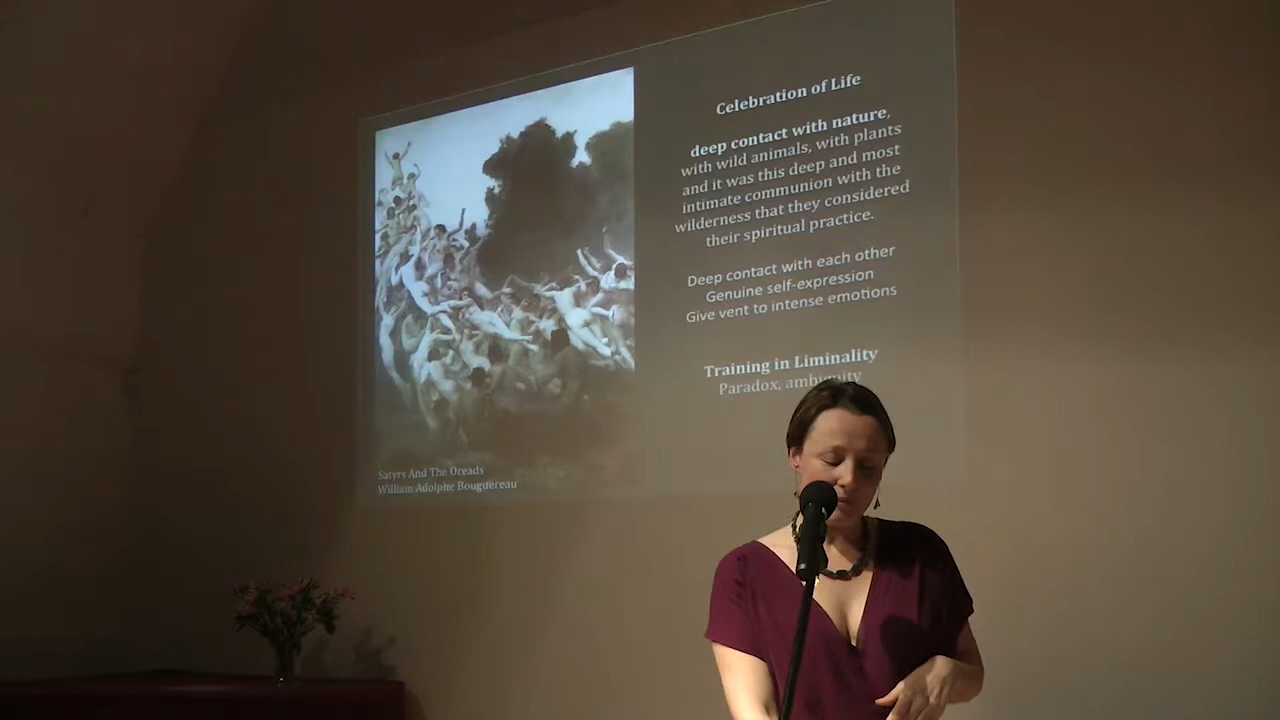 Celebration of Life
deep contact with nature,
with wild animals, with plants
and it was this deep and most
intimate communion with the
wilderness that they considered
their spiritual practice.
Deep contact with each other
Genuine self-expression
Give vent to intense emotions
Training in Liminality
Paradox, ambiguity
Satyrs And The Oreads
William Adolphe Bouguereau